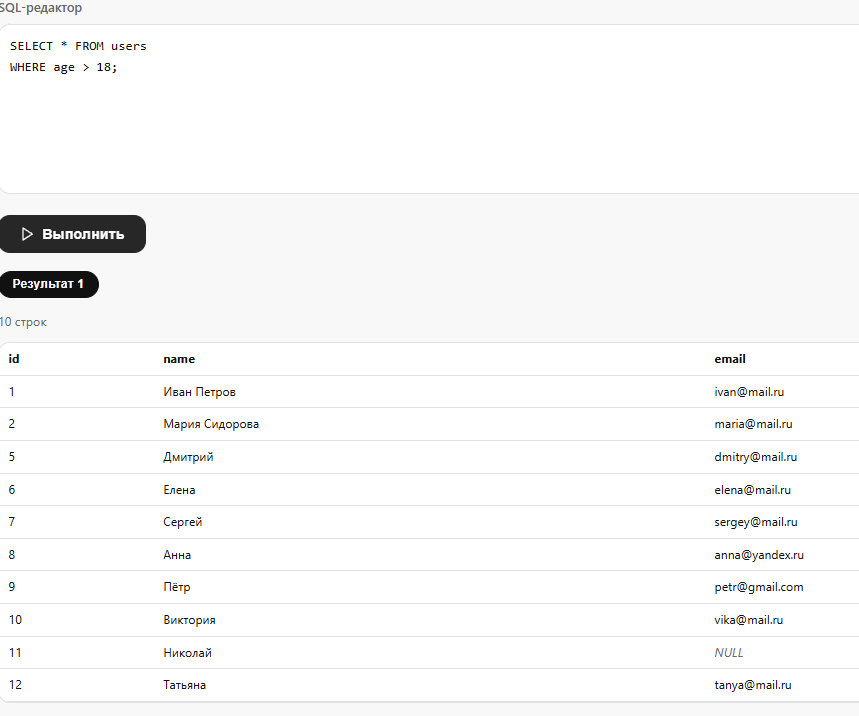 SQL-редактор
SELECT * FROM users
WHERE age > 18;
Выполнить
Результат 1
10 строк
id name email
1 Иван Петров ivan@mail.ru
2 Мария Сидорова maria@mail.ru
5 Дмитрий dmitry@mail.ru
6 Елена elena@mail.ru
7 Сергей sergey@mail.ru
8 Анна anna@yandex.ru
9 Пётр petr@gmail.com
10 Виктория vika@mail.ru
11 Николай NULL
12 Татьяна tanya@mail.ru